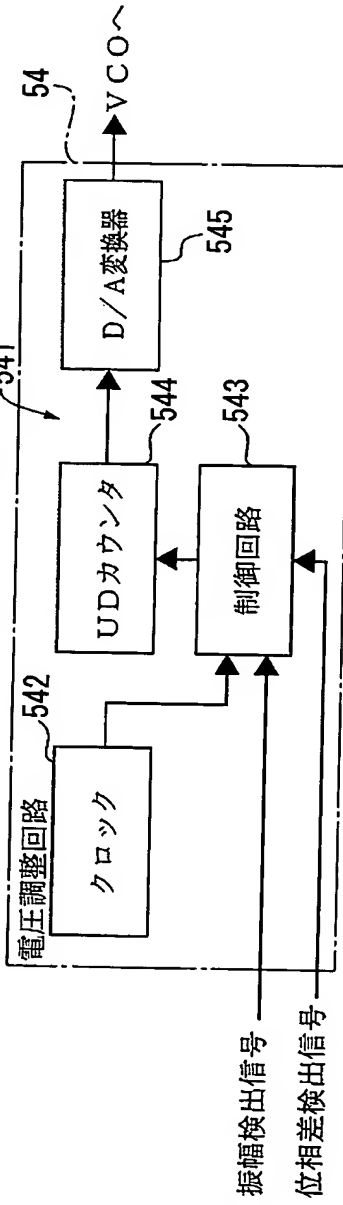 電圧調整回路
541
54
542
クロック
UDカウンタ
544
D/A変換器
545
VCOへ
制御回路
543
振幅検出信号
位相差検出信号